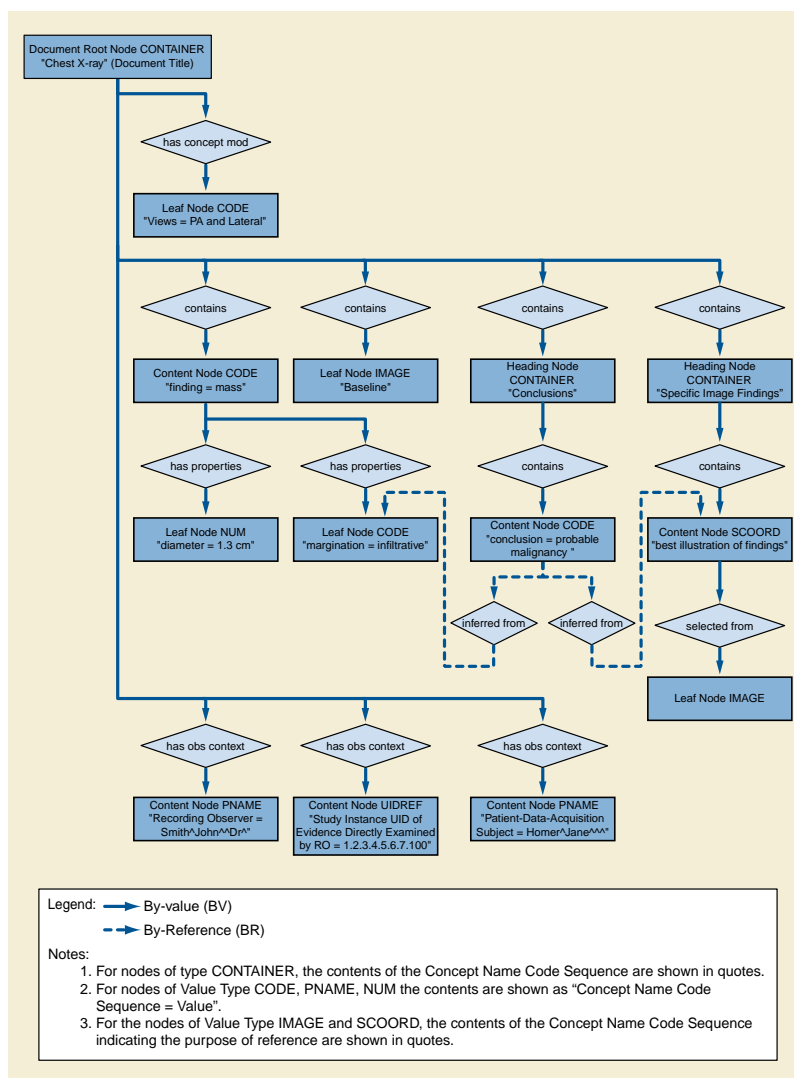 Document Root Node CONTAINER
"Chest X-ray" (Document Title)
has concept mod
Leaf Node CODE
"Views = PA and Lateral"
contains
contains
contains
contains
Content Node CODE
"finding = mass"
Leaf Node IMAGE
"Baseline"
Heading Node
CONTAINER
"Conclusions"
Heading Node
CONTAINER
"Specific Image Findings"
has properties
has properties
contains
contains
Leaf Node NUM
"diameter = 1.3 cm"
Leaf Node CODE
"margination = infiltrative"
Content Node CODE
"conclusion = probable
malignancy "
Content Node SCOORD
"best illustration of findings"
inferred from
inferred from
selected from
Leaf Node IMAGE
has obs context
has obs context
has obs context
Content Node PNAME
"Recording Observer =
Smith^John^^Dr^"
Content Node UIDREF
"Study Instance UID of
Evidence Directly Examined
by RO = 1.2.3.4.5.6.7.100"
Content Node PNAME
"Patient-Data-Acquisition
Subject = Homer^Jane^^^"
Legend:
By-value (BV)
By-Reference (BR)
Notes:
1. For nodes of type CONTAINER, the contents of the Concept Name Code Sequence are shown in quotes.
2. For nodes of Value Type CODE, PNAME, NUM the contents are shown as “Concept Name Code
Sequence = Value”.
3. For the nodes of Value Type IMAGE and SCOORD, the contents of the Concept Name Code Sequence
indicating the purpose of reference are shown in quotes.